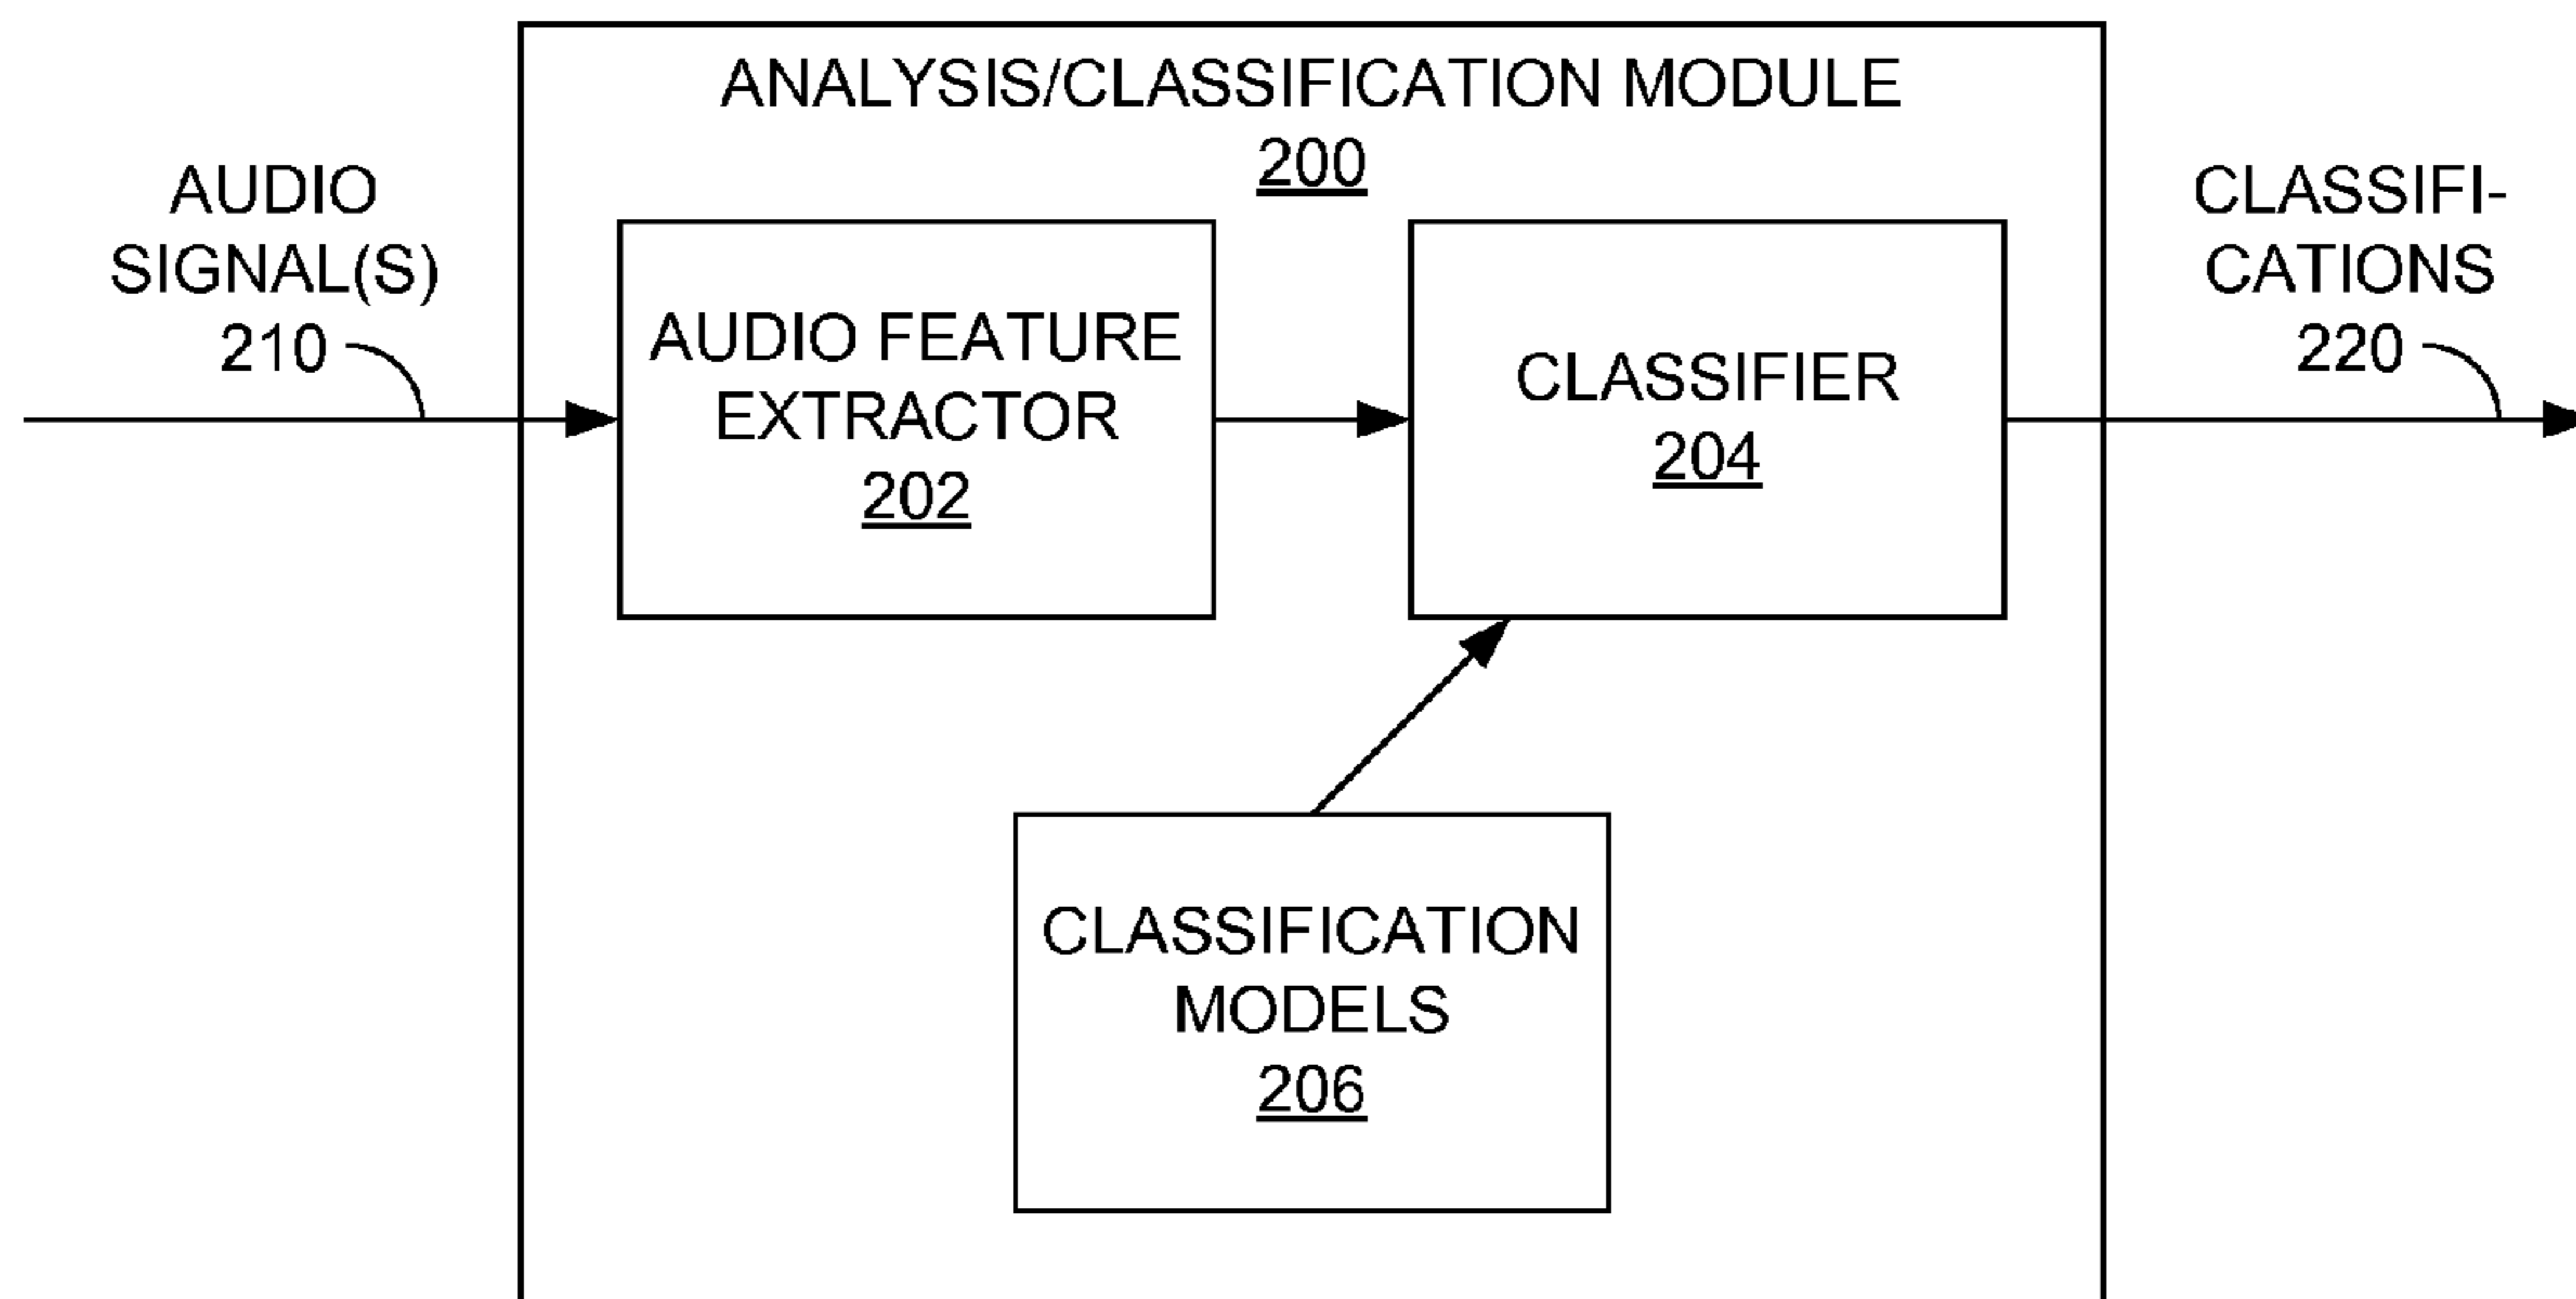 ANALYSIS/CLASSIFICATION MODULE
200
AUDIO
SIGNAL(S)
210
AUDIO FEATURE
EXTRACTOR
202
CLASSIFIER
204
CLASSIFI-
CATIONS
220
CLASSIFICATION
MODELS
206